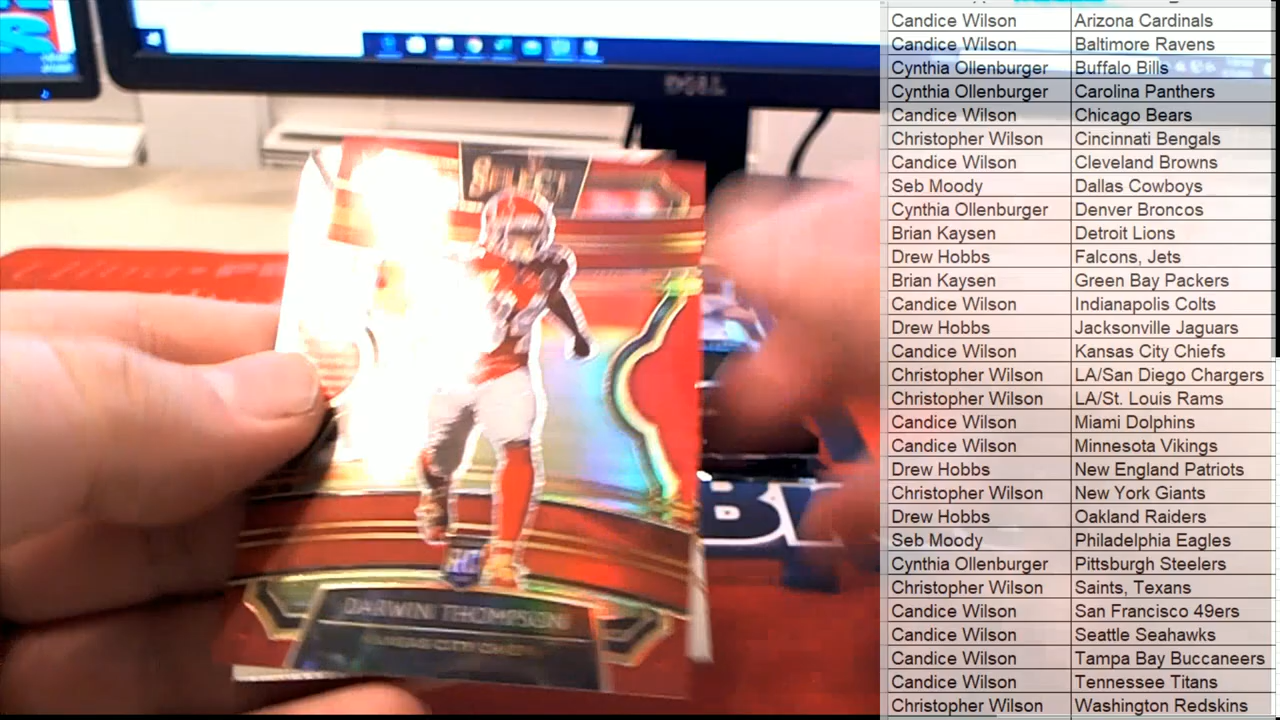 DELL
SELECT
DARWIN THOMPSON
KANSAS CITY CHIEFS
Candice Wilson Arizona Cardinals
Candice Wilson Baltimore Ravens
Cynthia Ollenburger Buffalo Bills
Cynthia Ollenburger Carolina Panthers
Candice Wilson Chicago Bears
Christopher Wilson Cincinnati Bengals
Candice Wilson Cleveland Browns
Seb Moody Dallas Cowboys
Cynthia Ollenburger Denver Broncos
Brian Kaysen Detroit Lions
Drew Hobbs Falcons, Jets
Brian Kaysen Green Bay Packers
Candice Wilson Indianapolis Colts
Drew Hobbs Jacksonville Jaguars
Candice Wilson Kansas City Chiefs
Christopher Wilson LA/San Diego Chargers
Christopher Wilson LA/St. Louis Rams
Candice Wilson Miami Dolphins
Candice Wilson Minnesota Vikings
Drew Hobbs New England Patriots
Christopher Wilson New York Giants
Drew Hobbs Oakland Raiders
Seb Moody Philadelphia Eagles
Cynthia Ollenburger Pittsburgh Steelers
Christopher Wilson Saints, Texans
Candice Wilson San Francisco 49ers
Candice Wilson Seattle Seahawks
Candice Wilson Tampa Bay Buccaneers
Candice Wilson Tennessee Titans
Christopher Wilson Washington Redskins